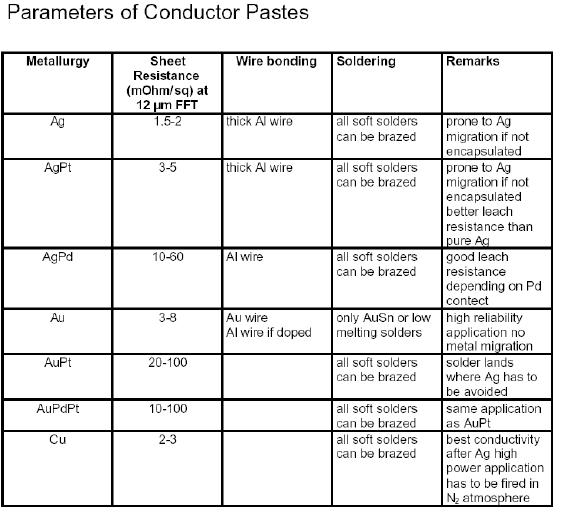 Parameters of Conductor Pastes
Metallurgy Sheet Resistance (mOhm/sq) at 12 µm FFT Wire bonding Soldering Remarks
Ag 1.5-2 thick Al wire all soft solders can be brazed prone to Ag migration if not encapsulated
AgPt 3-5 thick Al wire all soft solders can be brazed prone to Ag migration if not encapsulated better leach resistance than pure Ag
AgPd 10-60 Al wire all soft solders can be brazed good leach resistance depending on Pd contect
Au 3-8 Au wire Al wire if doped only AuSn or low melting solders high reliability application no metal migration
AuPt 20-100 all soft solders can be brazed solder lands where Ag has to be avoided
AuPdPt 10-100 all soft solders can be brazed same application as AuPt
Cu 2-3 all soft solders can be brazed best conductivity after Ag high power application has to be fired in N₂ atmosphere